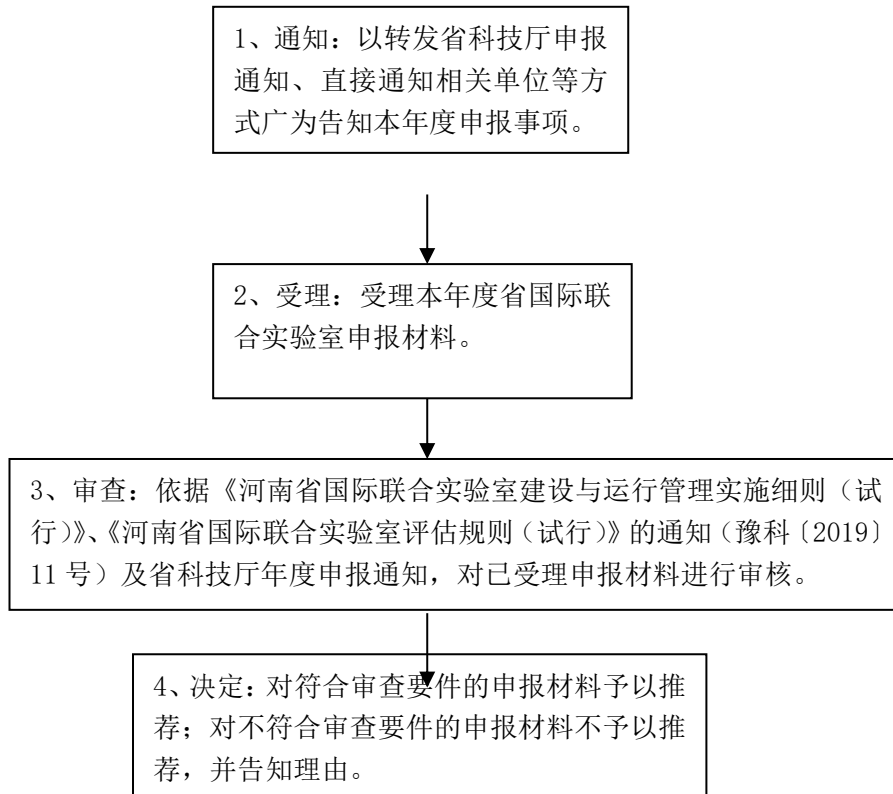 1、通知：以转发省科技厅申报
通知、直接通知相关单位等方
式广为告知本年度申报事项。
2、受理：受理本年度省国际联
合实验室申报材料。
3、审查：依据《河南省国际联合实验室建设与运行管理实施细则（试
行）》、《河南省国际联合实验室评估规则（试行）》的通知（豫科〔2019〕
11 号）及省科技厅年度申报通知，对已受理申报材料进行审核。
4、决定：对符合审查要件的申报材料予以推
荐；对不符合审查要件的申报材料不予以推
荐，并告知理由。